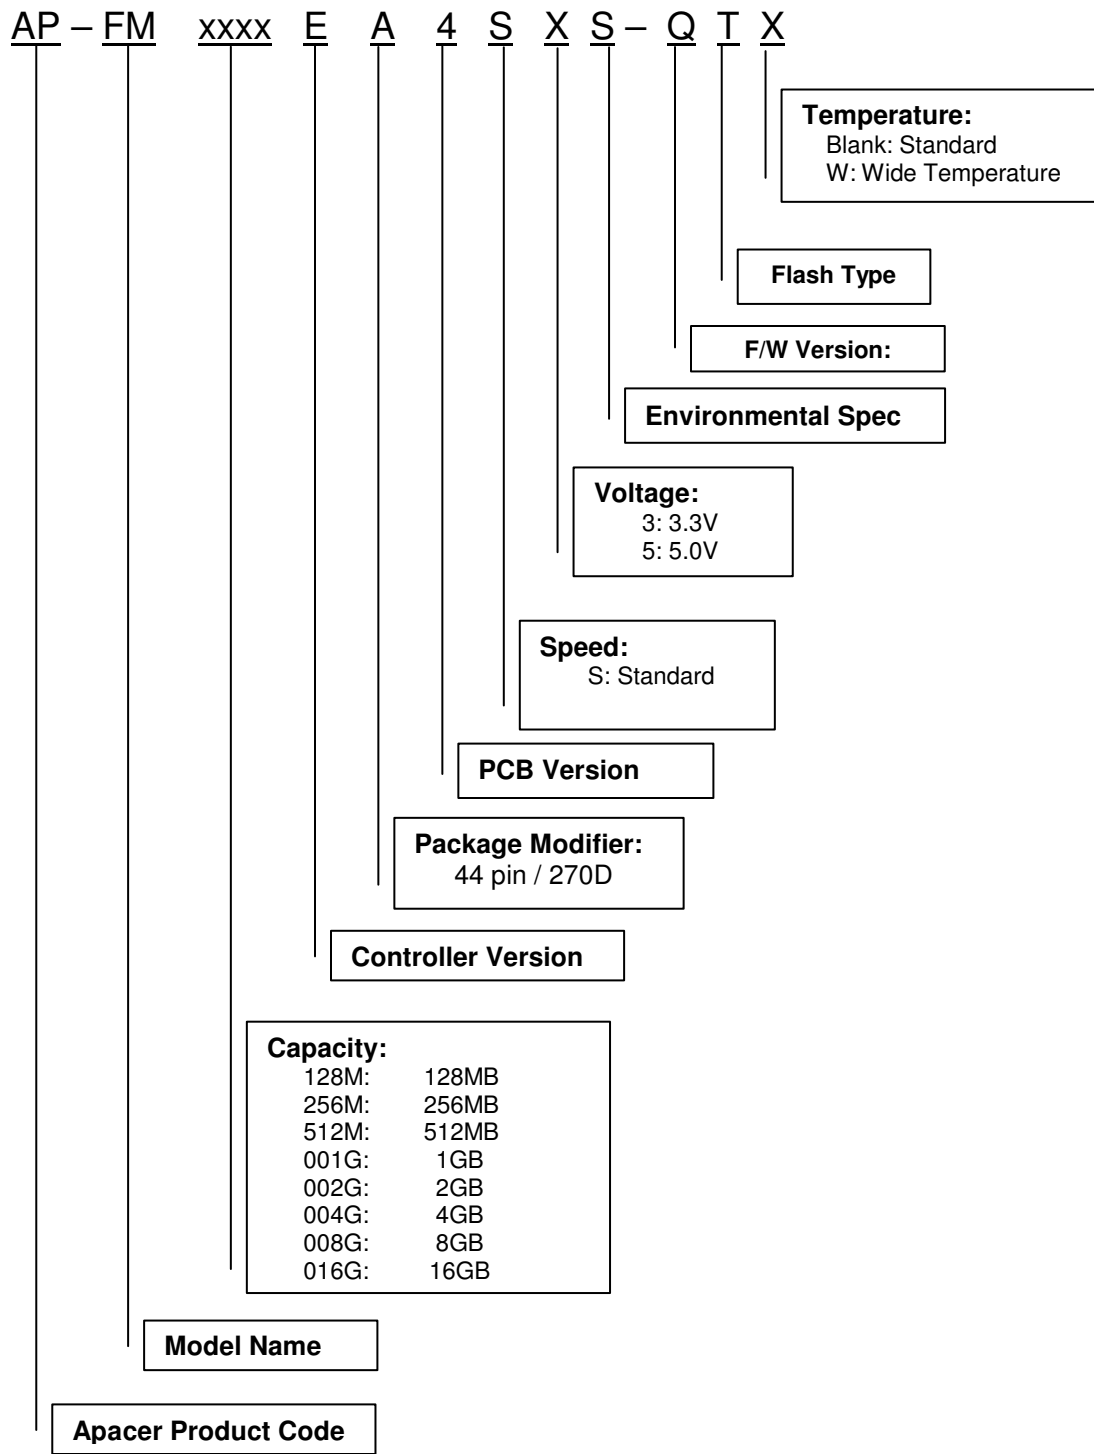 AP – FM xxxx E A 4 S X S – Q T X
Temperature:
Blank: Standard
W: Wide Temperature
Flash Type
F/W Version:
Environmental Spec
Voltage:
3: 3.3V
5: 5.0V
Speed:
S: Standard
PCB Version
Package Modifier:
44 pin / 270D
Controller Version
Capacity:
128M: 128MB
256M: 256MB
512M: 512MB
001G: 1GB
002G: 2GB
004G: 4GB
008G: 8GB
016G: 16GB
Model Name
Apacer Product Code